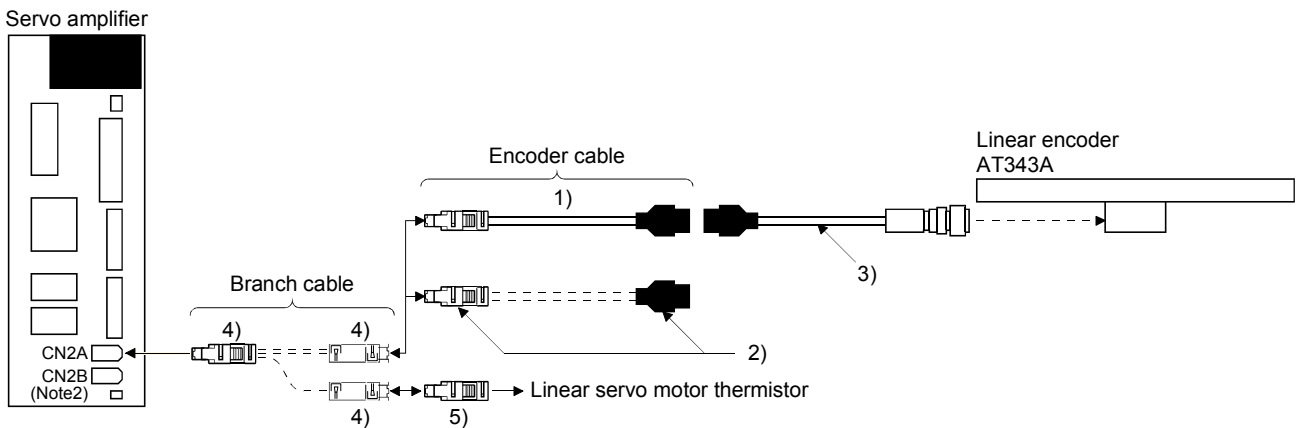 Servo amplifier
Linear encoder
AT343A
Encoder cable
1)
3)
Branch cable
4)
4)
2)
CN2A
CN2B
(Note2)
Linear servo motor thermistor
4)
5)